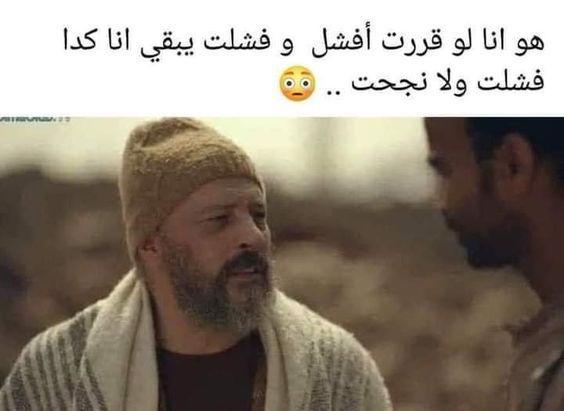 هو انا لو قررت أفشل و فشلت يبقي انا كدا
فشلت ولا نجحت .. 😳